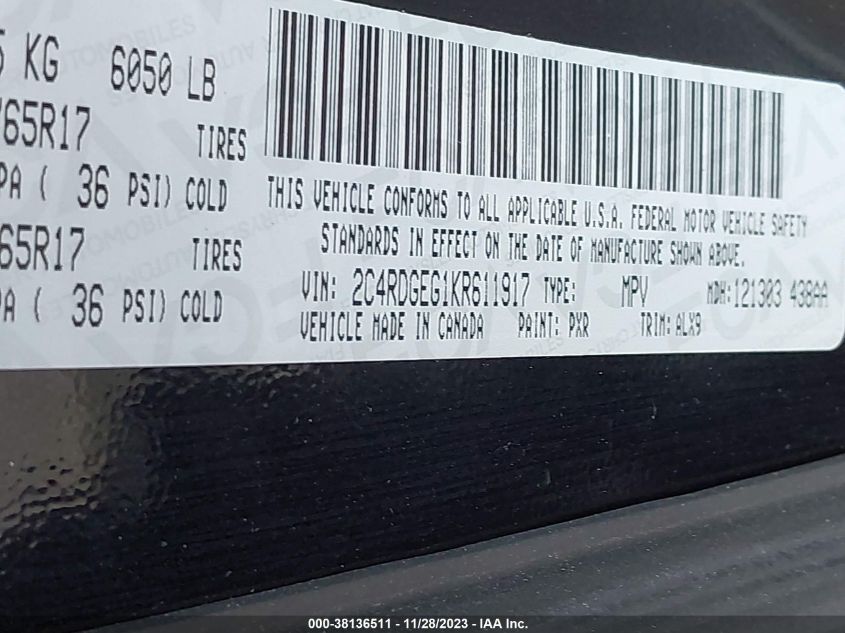 5 KG 6050 LB
/65R17 TIRES
PA ( 36 PSI) COLD
65R17 TIRES
PA ( 36 PSI) COLD
THIS VEHICLE CONFORMS TO ALL APPLICABLE U.S.A. FEDERAL MOTOR VEHICLE SAFETY
STANDARDS IN EFFECT ON THE DATE OF MANUFACTURE SHOWN ABOVE.
VIN: 2C4RDGEG1KR611917 TYPE: MPV MDH:121303 438AA
VEHICLE MADE IN CANADA PAINT: PXR TRIM:ALX9
000-38136511 - 11/28/2023 - IAA Inc.